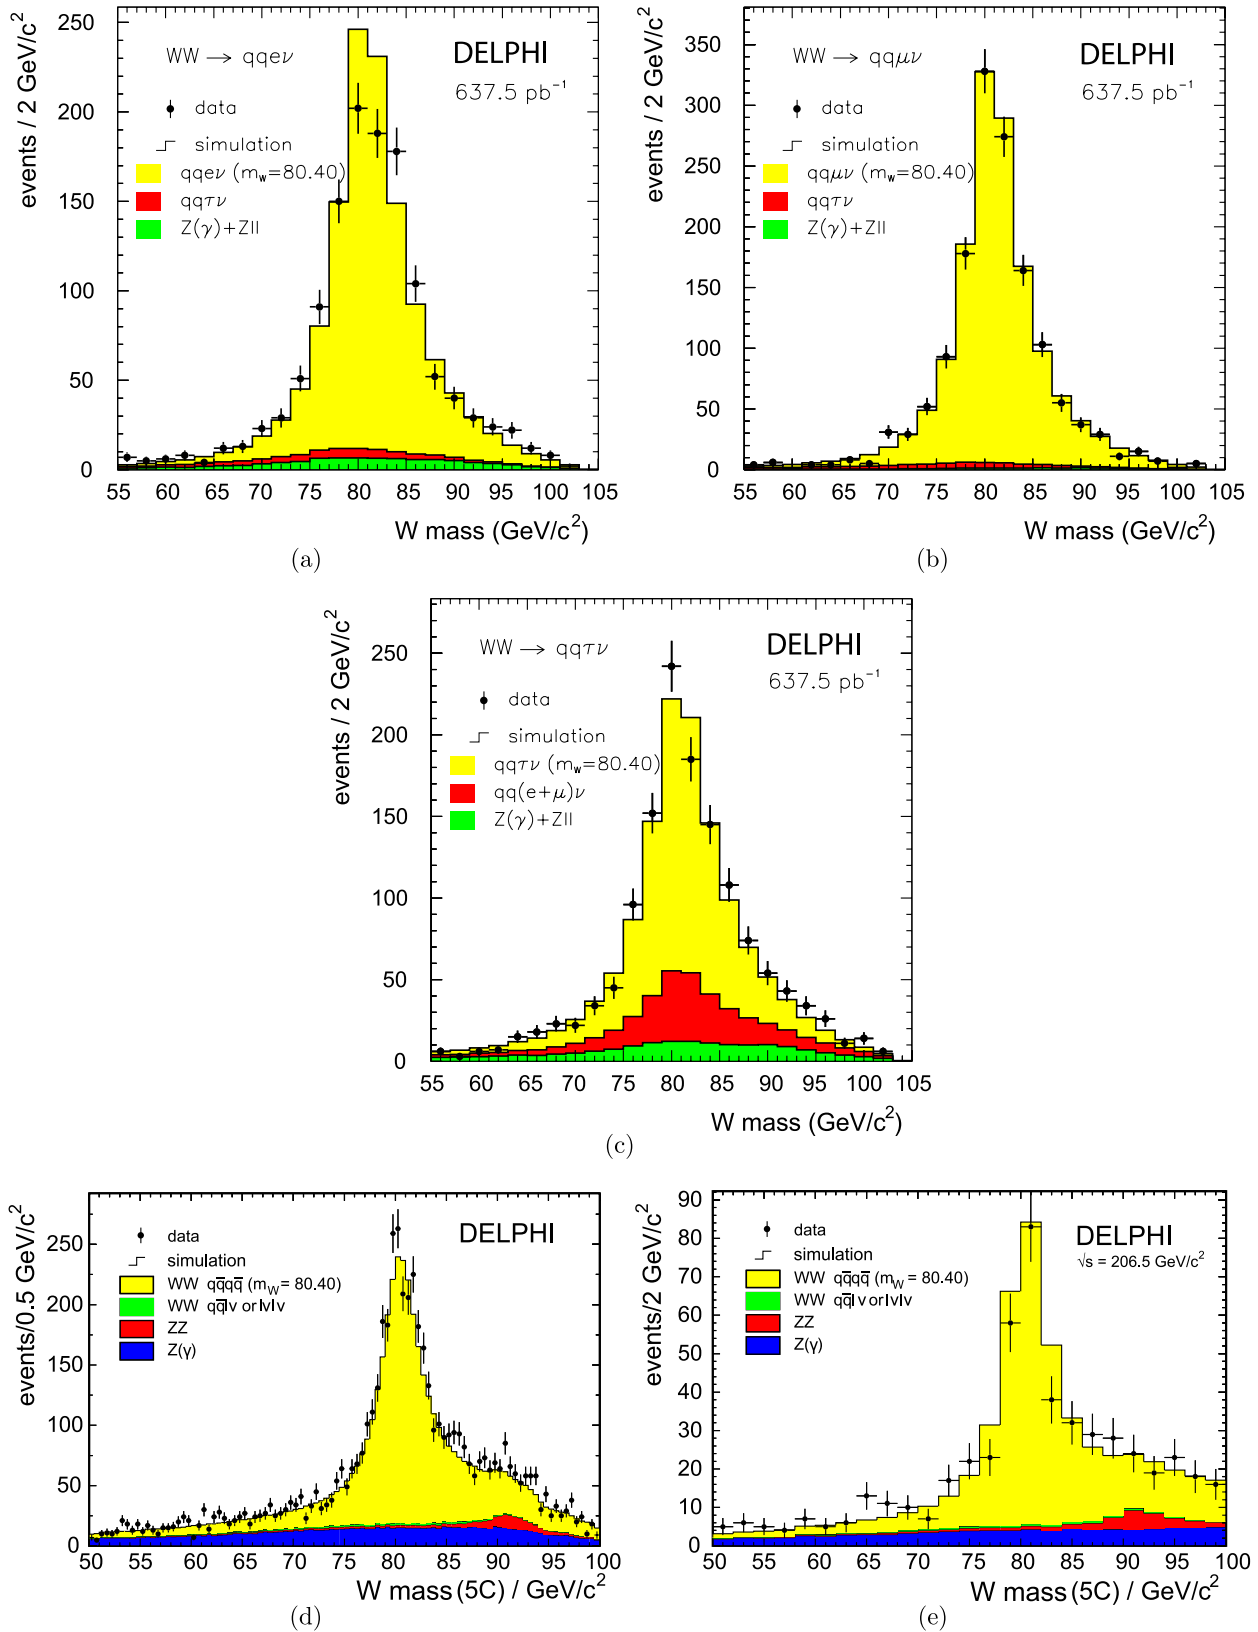 events / 2 GeV/c²
250
200
150
100
50
0
WW → qqeν
DELPHI
637.5 pb⁻¹
data
simulation
qqeν (m_w=80.40)
qqτν
Z(γ)+Zll
55 60 65 70 75 80 85 90 95 100 105
W mass (GeV/c²)
(a)
events / 2 GeV/c²
350
300
250
200
150
100
50
0
WW → qqμν
DELPHI
637.5 pb⁻¹
data
simulation
qqμν (m_w=80.40)
qqτν
Z(γ)+Zll
55 60 65 70 75 80 85 90 95 100 105
W mass (GeV/c²)
(b)
events / 2 GeV/c²
250
200
150
100
50
0
WW → qqτν
DELPHI
637.5 pb⁻¹
data
simulation
qqτν (m_w=80.40)
qq(e+μ)ν
Z(γ)+Zll
55 60 65 70 75 80 85 90 95 100 105
W mass (GeV/c²)
(c)
events/0.5 GeV/c²
250
200
150
100
50
0
DELPHI
data
simulation
WW qq̄qq̄ (m_W = 80.40)
WW qq̄lν or lνlν
ZZ
Z(γ)
50 55 60 65 70 75 80 85 90 95 100
W mass (5C) / GeV/c²
(d)
events/2 GeV/c²
90
80
70
60
50
40
30
20
10
0
DELPHI
√s = 206.5 GeV/c²
data
simulation
WW qq̄qq̄ (m_W = 80.40)
WW qq̄lν or lνlν
ZZ
Z(γ)
50 55 60 65 70 75 80 85 90 95 100
W mass (5C) / GeV/c²
(e)